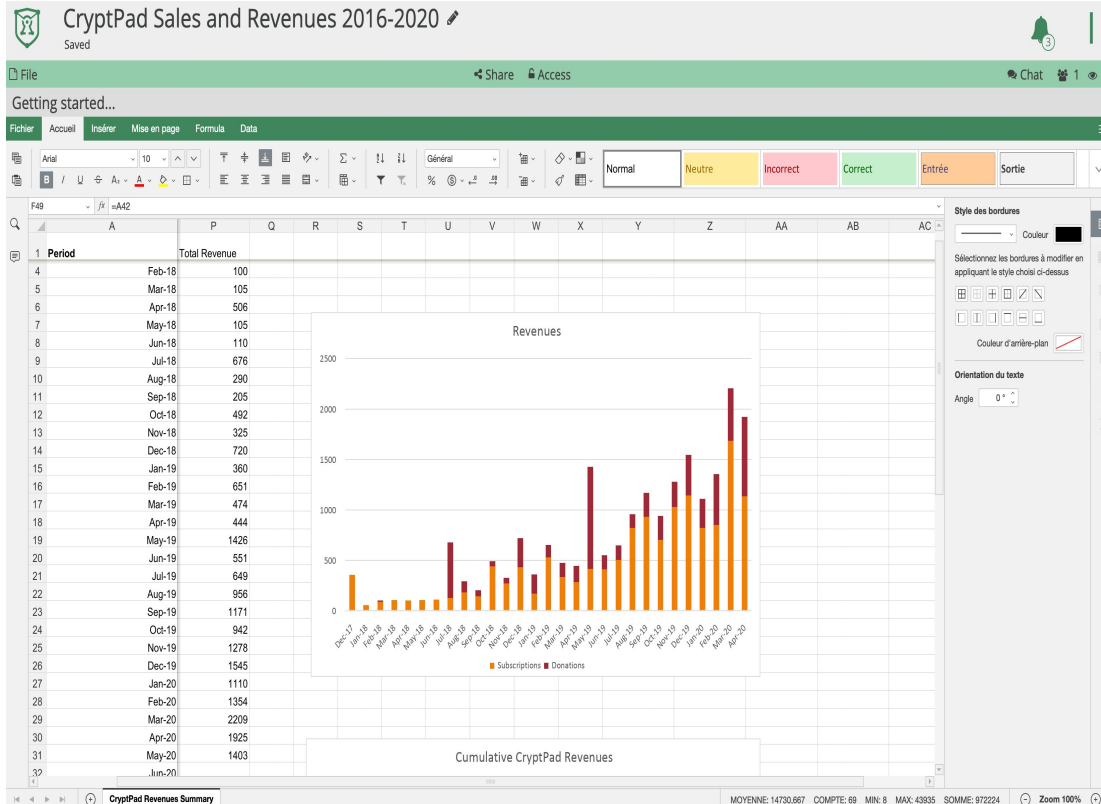 CryptPad Sales and Revenues 2016-2020
Saved
3
File Share Access Chat 1
Getting started...
Fichier Accueil Insérer Mise en page Formula Data
Arial 10 Général
Normal Neutre Incorrect Correct Entrée Sortie
F49 fx =A42
A P Q R S T U V W X Y Z AA AB AC
1 Period Total Revenue
4 Feb-18 100
5 Mar-18 105
6 Apr-18 506
7 May-18 105
8 Jun-18 110
9 Jul-18 676
10 Aug-18 290
11 Sep-18 205
12 Oct-18 492
13 Nov-18 325
14 Dec-18 720
15 Jan-19 360
16 Feb-19 651
17 Mar-19 474
18 Apr-19 444
19 May-19 1426
20 Jun-19 551
21 Jul-19 649
22 Aug-19 956
23 Sep-19 1171
24 Oct-19 942
25 Nov-19 1278
26 Dec-19 1545
27 Jan-20 1110
28 Feb-20 1354
29 Mar-20 2209
30 Apr-20 1925
31 May-20 1403
32 Jun-20
Revenues
2500
2000
1500
1000
500
0
Dec-17 Jan-18 Feb-18 Mar-18 Apr-18 May-18 Jun-18 Jul-18 Aug-18 Sep-18 Oct-18 Nov-18 Dec-18 Jan-19 Feb-19 Mar-19 Apr-19 May-19 Jun-19 Jul-19 Aug-19 Sep-19 Oct-19 Nov-19 Dec-19 Jan-20 Feb-20 Mar-20 Apr-20
Subscriptions Donations
Cumulative CryptPad Revenues
Style des bordures
Couleur
Sélectionnez les bordures à modifier en
appliquant le style choisi ci-dessus
Couleur d'arrière-plan
Orientation du texte
Angle 0 °
CryptPad Revenues Summary
MOYENNE: 14730,667 COMPTE: 69 MIN: 8 MAX: 43935 SOMME: 972224 Zoom 100%